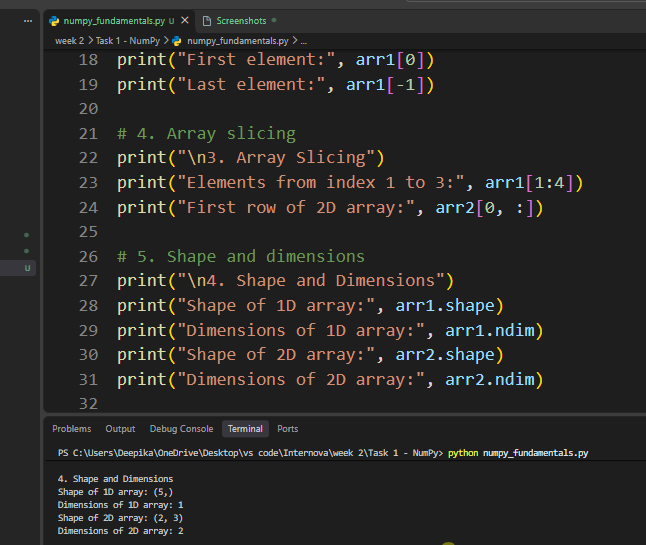 ... numpy_fundamentals.py U × Screenshots
week 2 > Task 1 - NumPy > numpy_fundamentals.py > ...
18 print("First element:", arr1[0])
19 print("Last element:", arr1[-1])
20
21 # 4. Array slicing
22 print("\n3. Array Slicing")
23 print("Elements from index 1 to 3:", arr1[1:4])
24 print("First row of 2D array:", arr2[0, :])
25
26 # 5. Shape and dimensions
27 print("\n4. Shape and Dimensions")
28 print("Shape of 1D array:", arr1.shape)
29 print("Dimensions of 1D array:", arr1.ndim)
30 print("Shape of 2D array:", arr2.shape)
31 print("Dimensions of 2D array:", arr2.ndim)
32
U
Problems Output Debug Console Terminal Ports
PS C:\Users\Deepika\OneDrive\Desktop\vs code\Internova\week 2\Task 1 - NumPy> python numpy_fundamentals.py
4. Shape and Dimensions
Shape of 1D array: (5,)
Dimensions of 1D array: 1
Shape of 2D array: (2, 3)
Dimensions of 2D array: 2